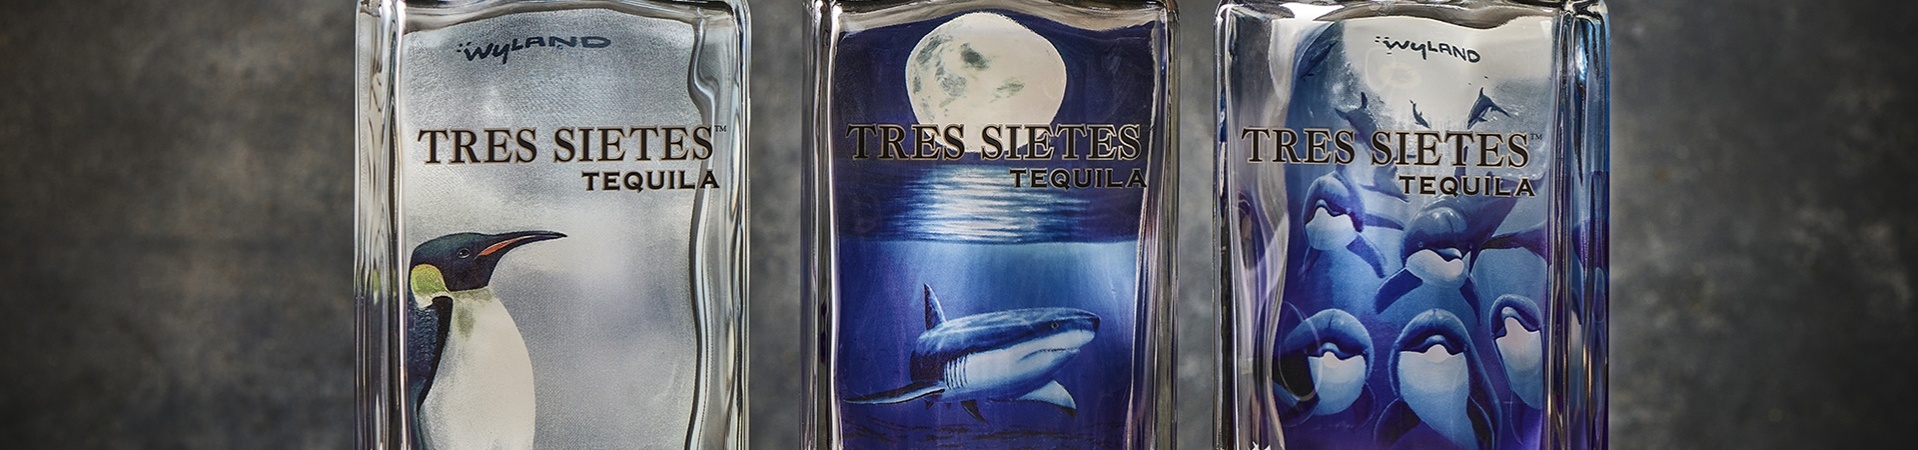 WYLAND
TRES SIETES™
TEQUILA
TRES SIETES
TEQUILA
WYLAND
TRES SIETES™
TEQUILA